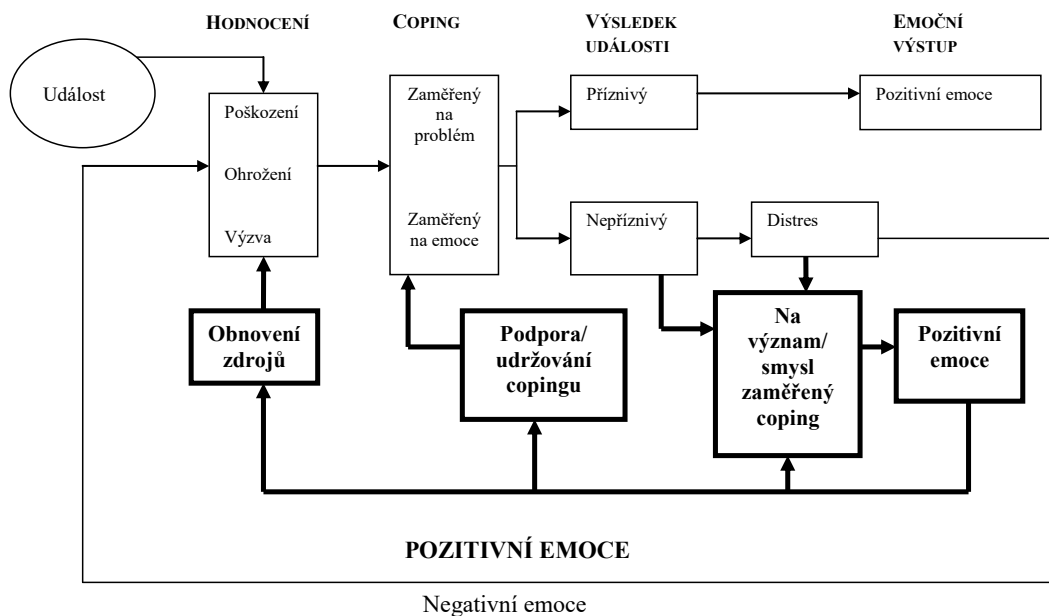 HODNOCENÍ
COPING
VÝSLEDEK
UDÁLOSTI
EMOČNÍ
VÝSTUP
Událost
Poškození
Ohrožení
Výzva
Zaměřený
na
problém
Zaměřený
na emoce
Příznivý
Pozitivní emoce
Nepříznivý
Distres
Obnovení
zdrojů
Podpora/
udržování
copingu
Na
význam/
smysl
zaměřený
coping
Pozitivní
emoce
POZITIVNÍ EMOCE
Negativní emoce